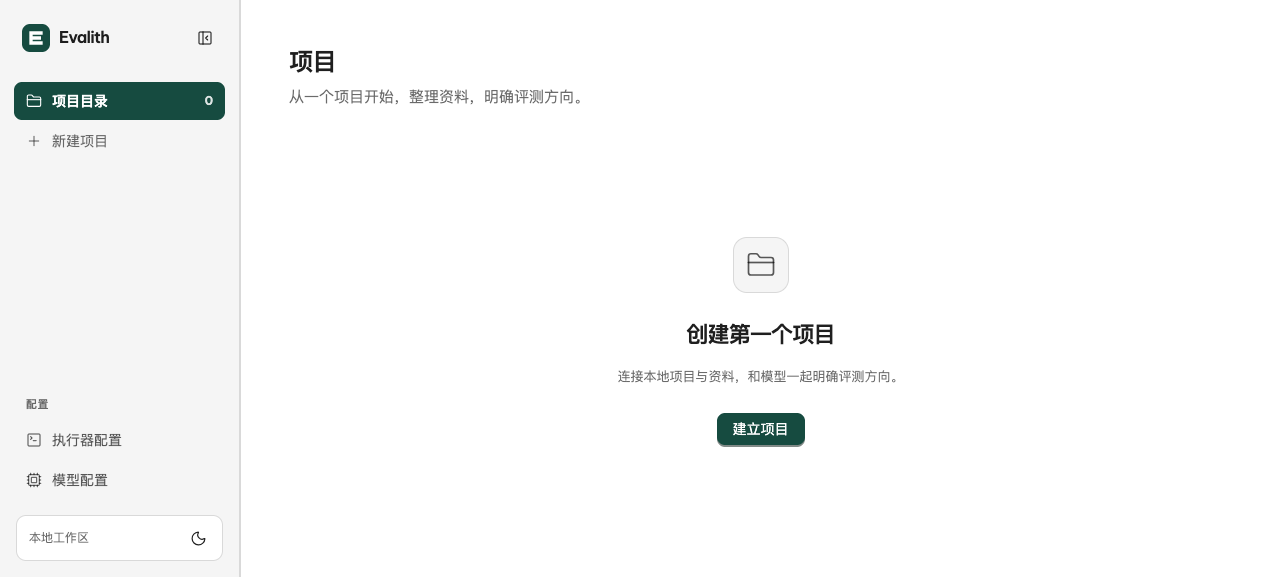 Evalith
项目目录 0
新建项目
配置
执行器配置
模型配置
本地工作区
项目
从一个项目开始，整理资料，明确评测方向。
创建第一个项目
连接本地项目与资料，和模型一起明确评测方向。
建立项目